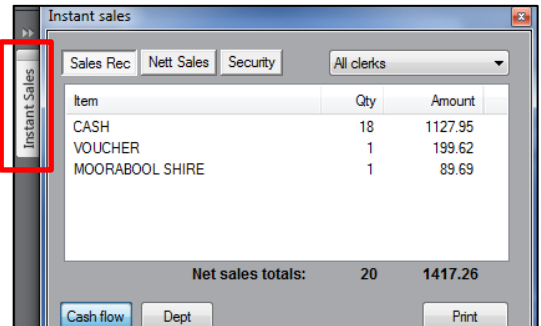 Instant sales
Instant Sales
Sales Rec Nett Sales Security All clerks
Item Qty Amount
CASH 18 1127.95
VOUCHER 1 199.62
MOORABOOL SHIRE 1 89.69
Net sales totals: 20 1417.26
Cash flow Dept Print